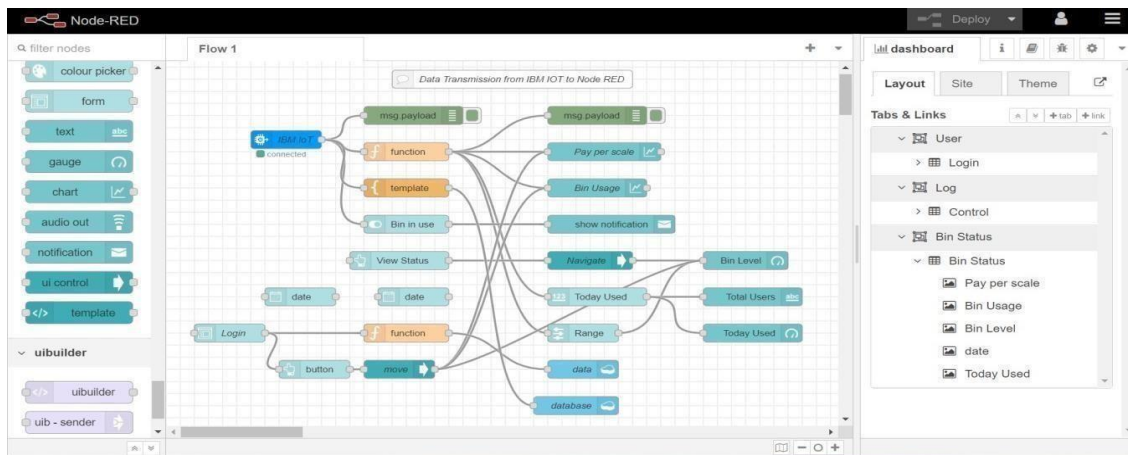 Node-RED
Deploy
filter nodes
colour picker
form
text
abc
gauge
chart
audio out
notification
ui control
template
uibuilder
uibuilder
uib - sender
Flow 1
Data Transmission from IBM IOT to Node RED
msg.payload
msg.payload
IBM IoT
connected
function
Pay per scale
template
Bin Usage
Bin in use
show notification
View Status
Navigate
Bin Level
date
date
123
Today Used
Total Users
abc
Login
function
Range
Today Used
button
move
data
database
dashboard
i
Layout
Site
Theme
Tabs & Links
+ tab
+ link
User
Login
Log
Control
Bin Status
Bin Status
Pay per scale
Bin Usage
Bin Level
date
Today Used